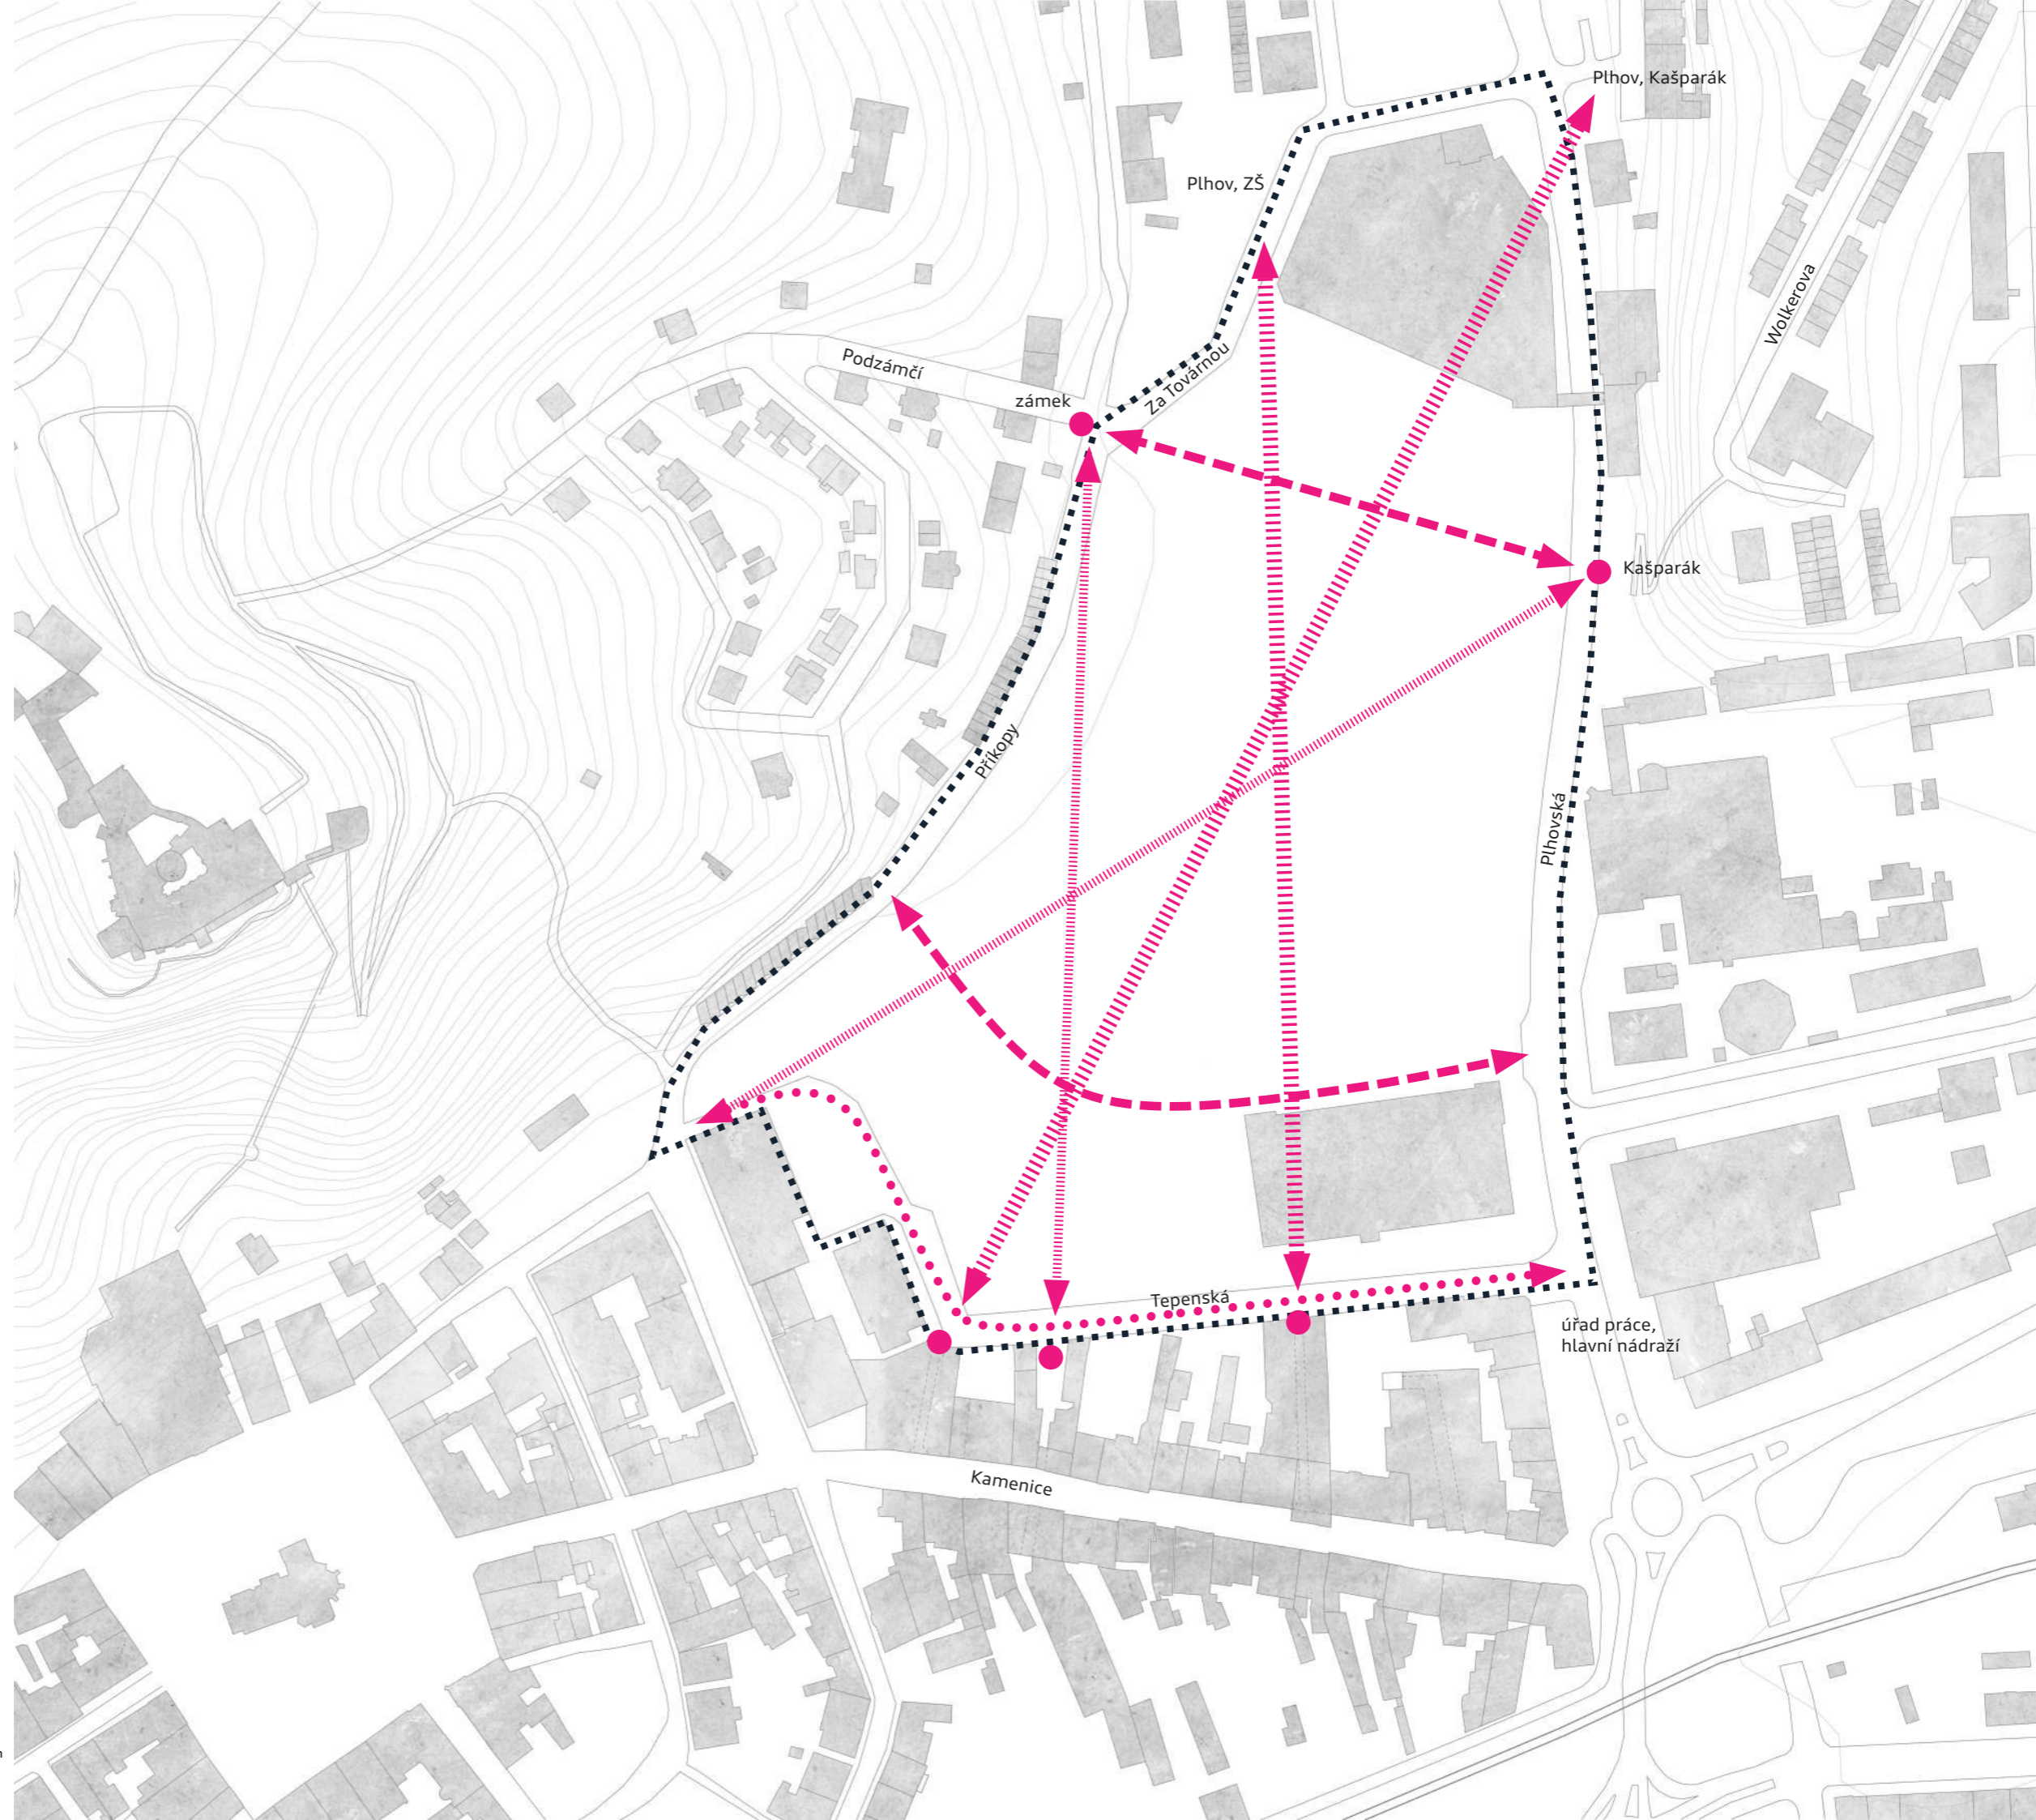 Plhov, Kašparák
Plhov, ZŠ
Wolkerova
Podzámčí
Za Továrnou
zámek
Kašparák
Příkopy
Plhovská
Tepenská
úřad práce,
hlavní nádraží
Kamenice